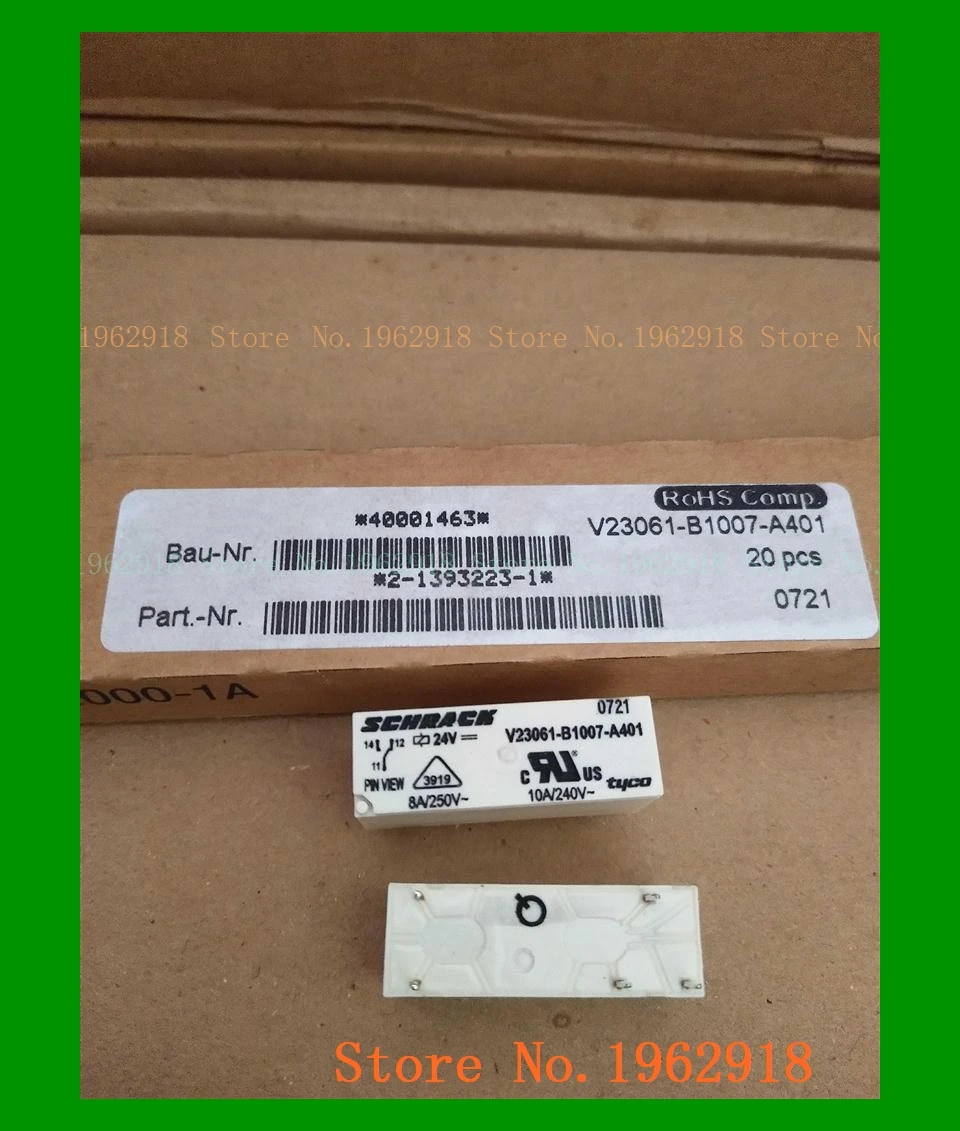 1962918 Store No.1962918 Store No.1962918 Store No.
RoHS Comp.
*40001463*
V23061-B1007-A401
Bau-Nr.
20 pcs
*2-1393223-1*
0721
Part.-Nr.
000-1A
SCHRACK
0721
14 12 24V
V23061-B1007-A401
11
PIN VIEW
3919
C RU US
tyco
8A/250V~
10A/240V~
Store No.1962918